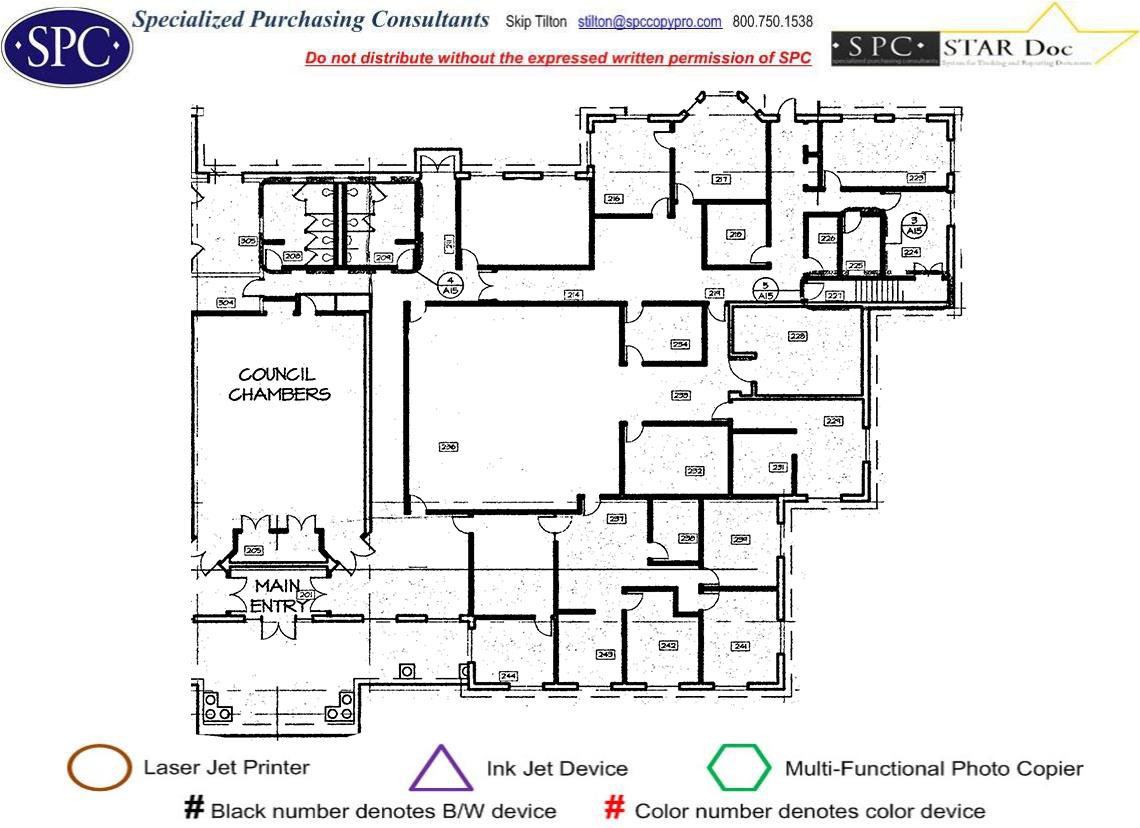 SPC
Specialized Purchasing Consultants Skip Tilton stilton@spccopypro.com 800.750.1538
Do not distribute without the expressed written permission of SPC
· SPC · STAR Doc
specialized purchasing consultants System for Tracking and Reporting Documents
217
223
216
218
226
3
A15
305
208
209
211
225
224
4
A15
5
A15
304
214
219
227
228
234
COUNCIL
CHAMBERS
233
229
236
232
231
237
205
238
239
MAIN
ENTRY
201
243
242
241
244
Laser Jet Printer
Ink Jet Device
Multi-Functional Photo Copier
# Black number denotes B/W device
# Color number denotes color device